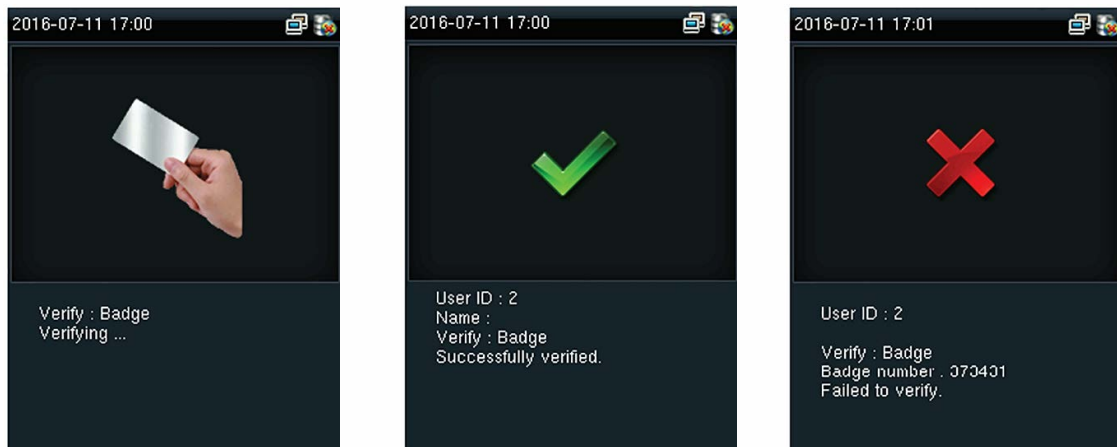 2016-07-11 17:00
Verify : Badge
Verifying ...
2016-07-11 17:00
User ID : 2
Name :
Verify : Badge
Successfully verified.
2016-07-11 17:01
User ID : 2
Verify : Badge
Badge number .
Failed to verify.